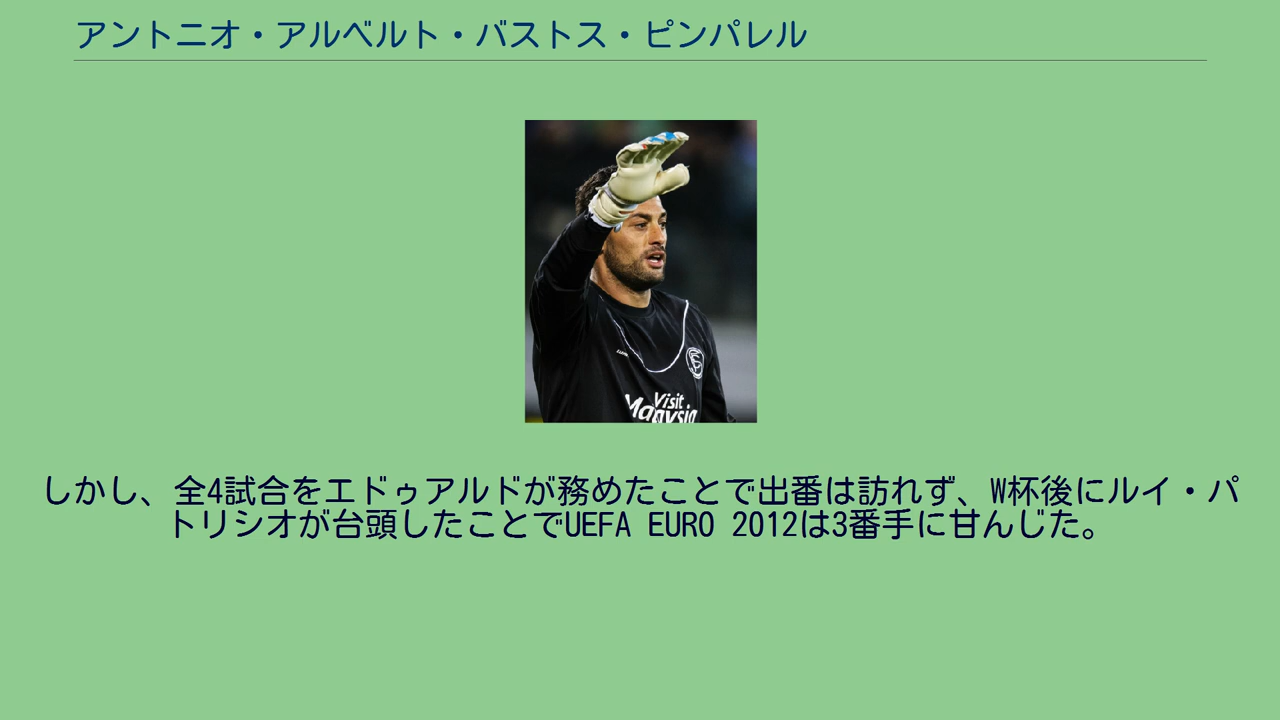 アントニオ・アルベルト・バストス・ピンパレル
Visit
Malaysia
しかし、全4試合をエドゥアルドが務めたことで出番は訪れず、W杯後にルイ・パ
トリシオが台頭したことでUEFA EURO 2012は3番手に甘んじた。